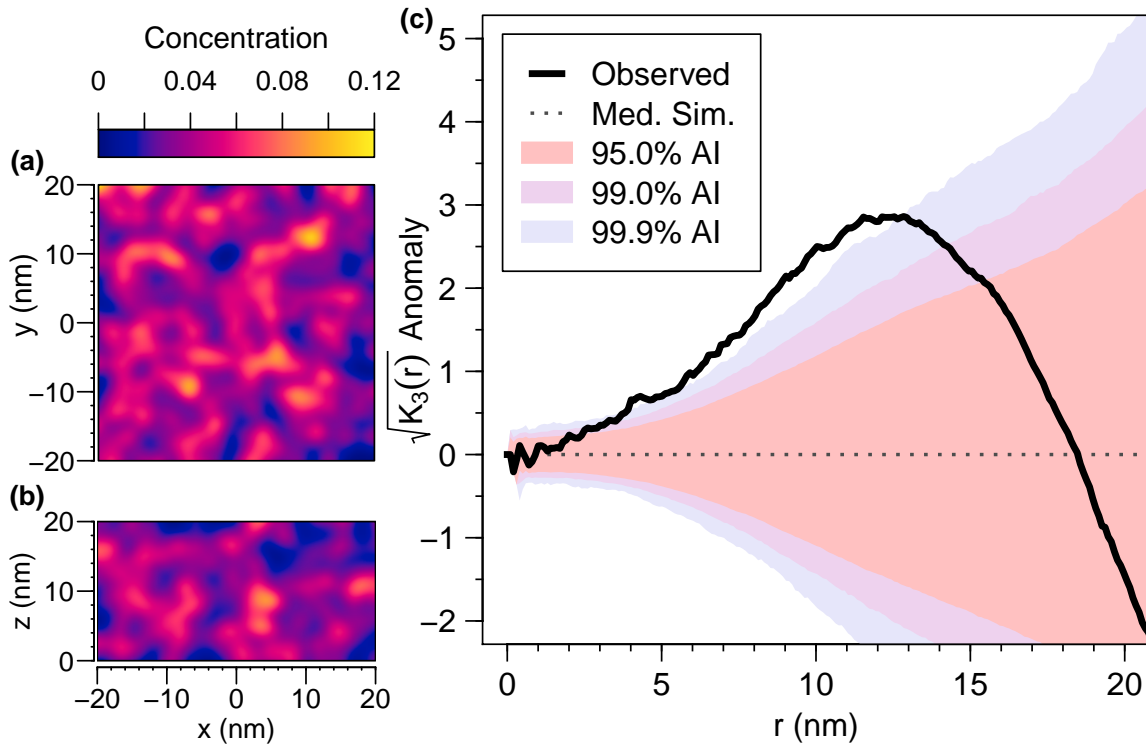 Concentration
0 0.04 0.08 0.12
(a)
20
10
0
−10
−20
y (nm)
(b)
20
10
0
z (nm)
−20 −10 0 10 20
x (nm)
(c)
5
4
3
2
1
0
−1
−2
√K3(r) Anomaly
Observed
Med. Sim.
95.0% AI
99.0% AI
99.9% AI
0 5 10 15 20
r (nm)